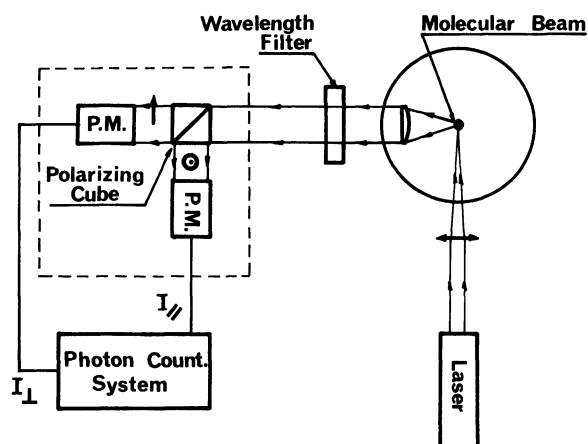 Wavelength
Filter
Molecular Beam
P.M.
Polarizing
Cube
P.M.
I//
Photon Count.
System
I⊥
Laser